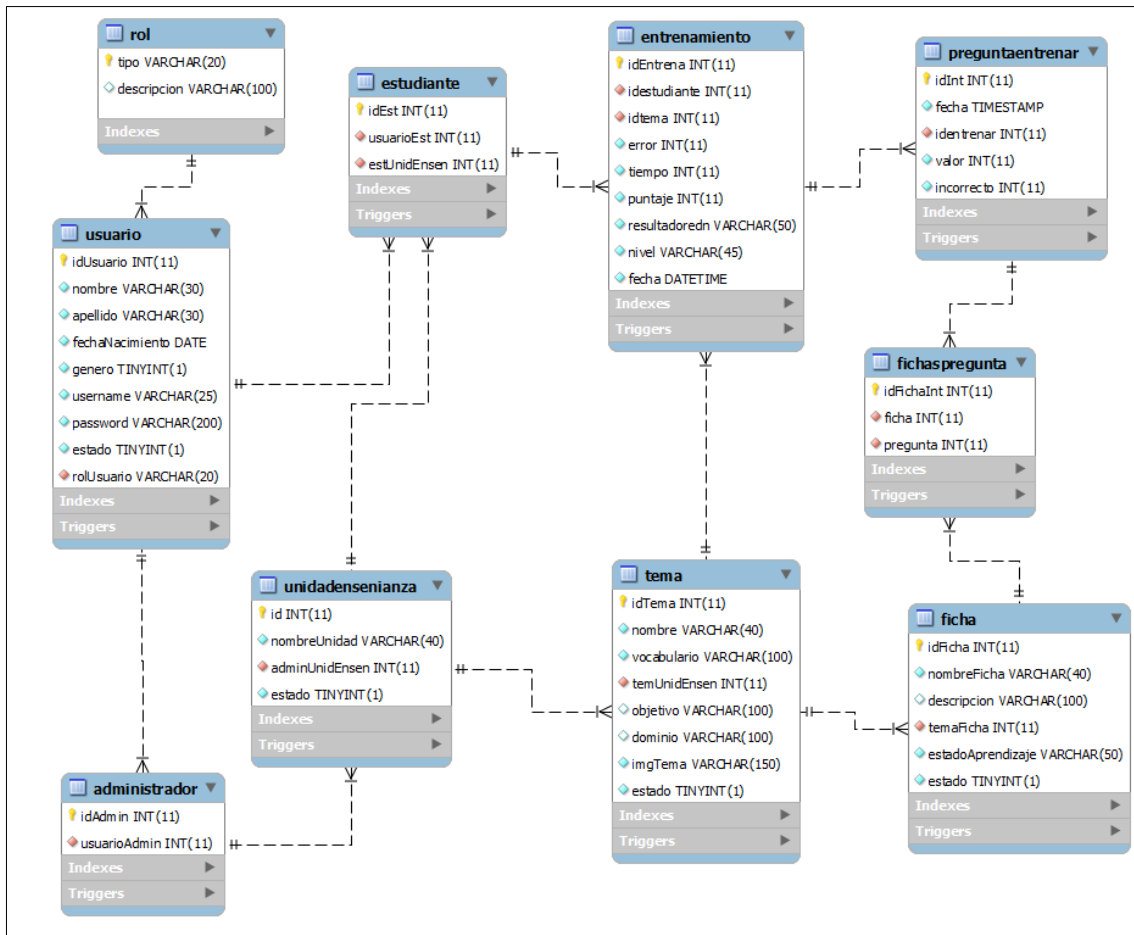 rol
tipo VARCHAR(20)
descripcion VARCHAR(100)
Indexes
usuario
idUsuario INT(11)
nombre VARCHAR(30)
apellido VARCHAR(30)
fechaNacimiento DATE
genero TINYINT(1)
username VARCHAR(25)
password VARCHAR(200)
estado TINYINT(1)
rolUsuario VARCHAR(20)
Indexes
Triggers
administrador
idAdmin INT(11)
usuarioAdmin INT(11)
Indexes
Triggers
estudiante
idEst INT(11)
usuarioEst INT(11)
estUnidEnsen INT(11)
Indexes
Triggers
unidadensenianza
id INT(11)
nombreUnidad VARCHAR(40)
adminUnidEnsen INT(11)
estado TINYINT(1)
Indexes
Triggers
entrenamiento
idEntrena INT(11)
idestudiante INT(11)
idtema INT(11)
error INT(11)
tiempo INT(11)
puntaje INT(11)
resultadoredn VARCHAR(50)
nivel VARCHAR(45)
fecha DATETIME
Indexes
Triggers
tema
idTema INT(11)
nombre VARCHAR(40)
vocabulario VARCHAR(100)
temUnidEnsen INT(11)
objetivo VARCHAR(100)
dominio VARCHAR(100)
imgTema VARCHAR(150)
estado TINYINT(1)
Indexes
Triggers
preguntaentrenar
idInt INT(11)
fecha TIMESTAMP
identrenar INT(11)
valor INT(11)
incorrecto INT(11)
Indexes
Triggers
fichaspregunta
idFichaInt INT(11)
ficha INT(11)
pregunta INT(11)
Indexes
Triggers
ficha
idFicha INT(11)
nombreFicha VARCHAR(40)
descripcion VARCHAR(100)
temaFicha INT(11)
estadoAprendizaje VARCHAR(50)
estado TINYINT(1)
Indexes
Triggers